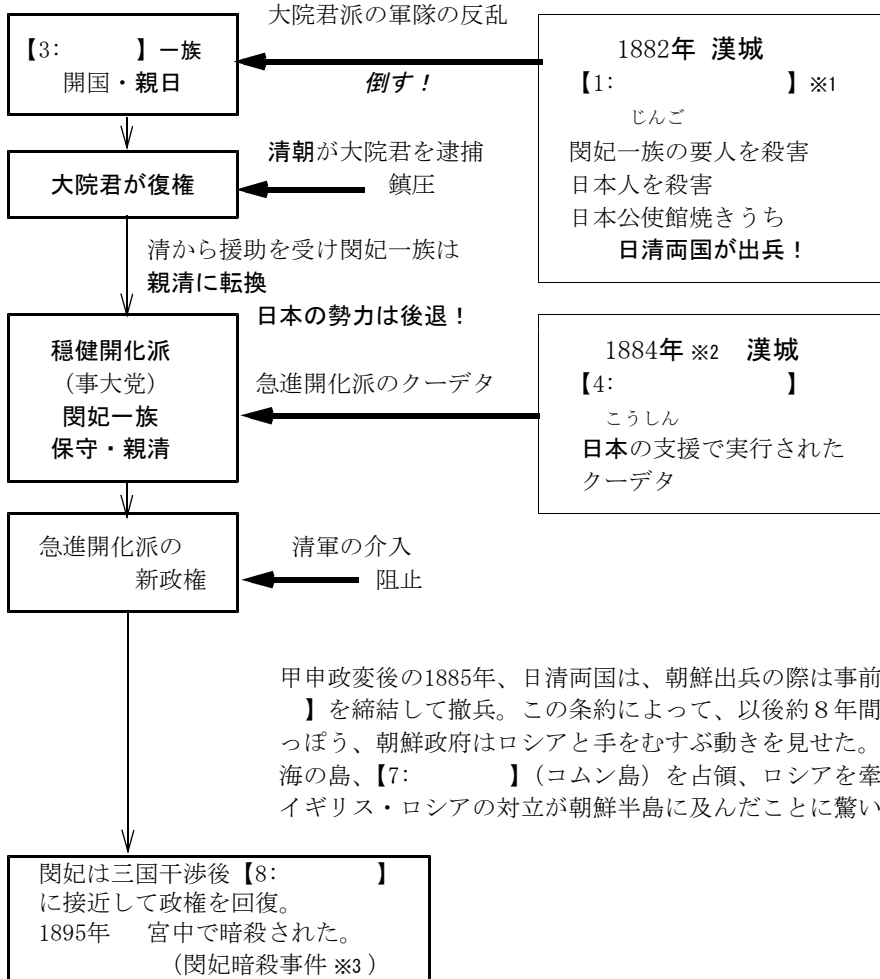 大院君派の軍隊の反乱
【3:　　　　】一族
開国・親日
倒す！
1882年 漢城
【1:　　　　　　】※1
じんご
閔妃一族の要人を殺害
日本人を殺害
日本公使館焼きうち
日清両国が出兵！
大院君が復権
清朝が大院君を逮捕
鎮圧
清から援助を受け閔妃一族は
親清に転換
日本の勢力は後退！
穏健開化派
（事大党）
閔妃一族
保守・親清
急進開化派のクーデタ
1884年 ※2　漢城
【4:　　　　　　】
こうしん
日本の支援で実行された
クーデタ
急進開化派の
新政権
清軍の介入
阻止
甲申政変後の1885年、日清両国は、朝鮮出兵の際は事前
】を締結して撤兵。この条約によって、以後約８年間
っぽう、朝鮮政府はロシアと手をむすぶ動きを見せた。
海の島、【7:　　　　】（コムン島）を占領、ロシアを牽
イギリス・ロシアの対立が朝鮮半島に及んだことに驚い
閔妃は三国干渉後【8:　　　　】
に接近して政権を回復。
1895年　宮中で暗殺された。
（閔妃暗殺事件 ※3 ）